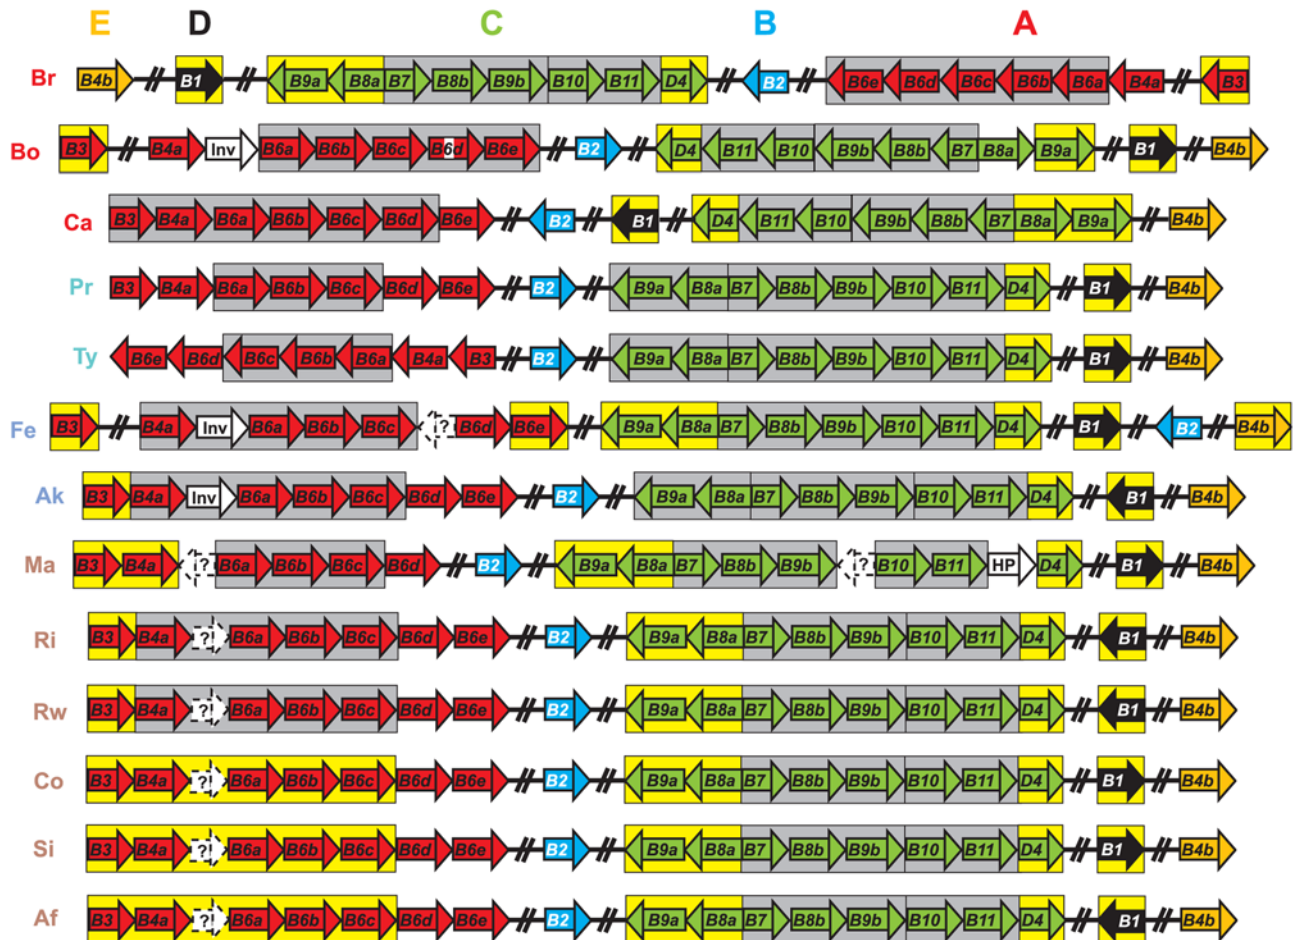 E D C B A
Br B4b B1 B9a B8a B7 B8b B9b B10 B11 D4 B2 B6e B6d B6c B6b B6a B4a B3
Bo B3 B4a Inv B6a B6b B6c B6d B6e B2 D4 B11 B10 B9b B8b B7 B8a B9a B1 B4b
Ca B3 B4a B6a B6b B6c B6d B6e B2 B1 D4 B11 B10 B9b B8b B7 B8a B9a B4b
Pr B3 B4a B6a B6b B6c B6d B6e B2 B9a B8a B7 B8b B9b B10 B11 D4 B1 B4b
Ty B6e B6d B6c B6b B6a B4a B3 B2 B9a B8a B7 B8b B9b B10 B11 D4 B1 B4b
Fe B3 B4a Inv B6a B6b B6c ? B6d B6e B9a B8a B7 B8b B9b B10 B11 D4 B1 B2 B4b
Ak B3 B4a Inv B6a B6b B6c B6d B6e B2 B9a B8a B7 B8b B9b B10 B11 D4 B1 B4b
Ma B3 B4a ? B6a B6b B6c B6d B2 B9a B8a B7 B8b B9b ? B10 B11 HP D4 B1 B4b
Ri B3 B4a ? B6a B6b B6c B6d B6e B2 B9a B8a B7 B8b B9b B10 B11 D4 B1 B4b
Rw B3 B4a ? B6a B6b B6c B6d B6e B2 B9a B8a B7 B8b B9b B10 B11 D4 B1 B4b
Co B3 B4a ? B6a B6b B6c B6d B6e B2 B9a B8a B7 B8b B9b B10 B11 D4 B1 B4b
Si B3 B4a ? B6a B6b B6c B6d B6e B2 B9a B8a B7 B8b B9b B10 B11 D4 B1 B4b
Af B3 B4a ? B6a B6b B6c B6d B6e B2 B9a B8a B7 B8b B9b B10 B11 D4 B1 B4b